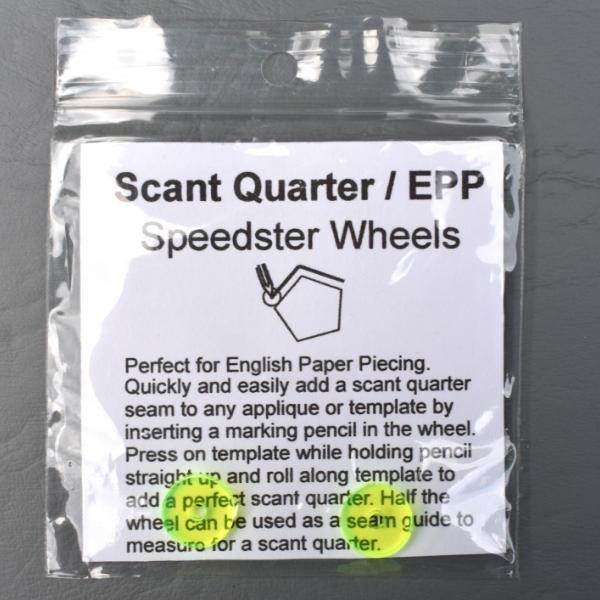 Scant Quarter / EPP
Speedster Wheels
Perfect for English Paper Piecing.
Quickly and easily add a scant quarter
seam to any applique or template by
inserting a marking pencil in the wheel.
Press on template while holding pencil
straight up and roll along template to
add a perfect scant quarter. Half the
wheel can be used as a seam guide to
measure for a scant quarter.